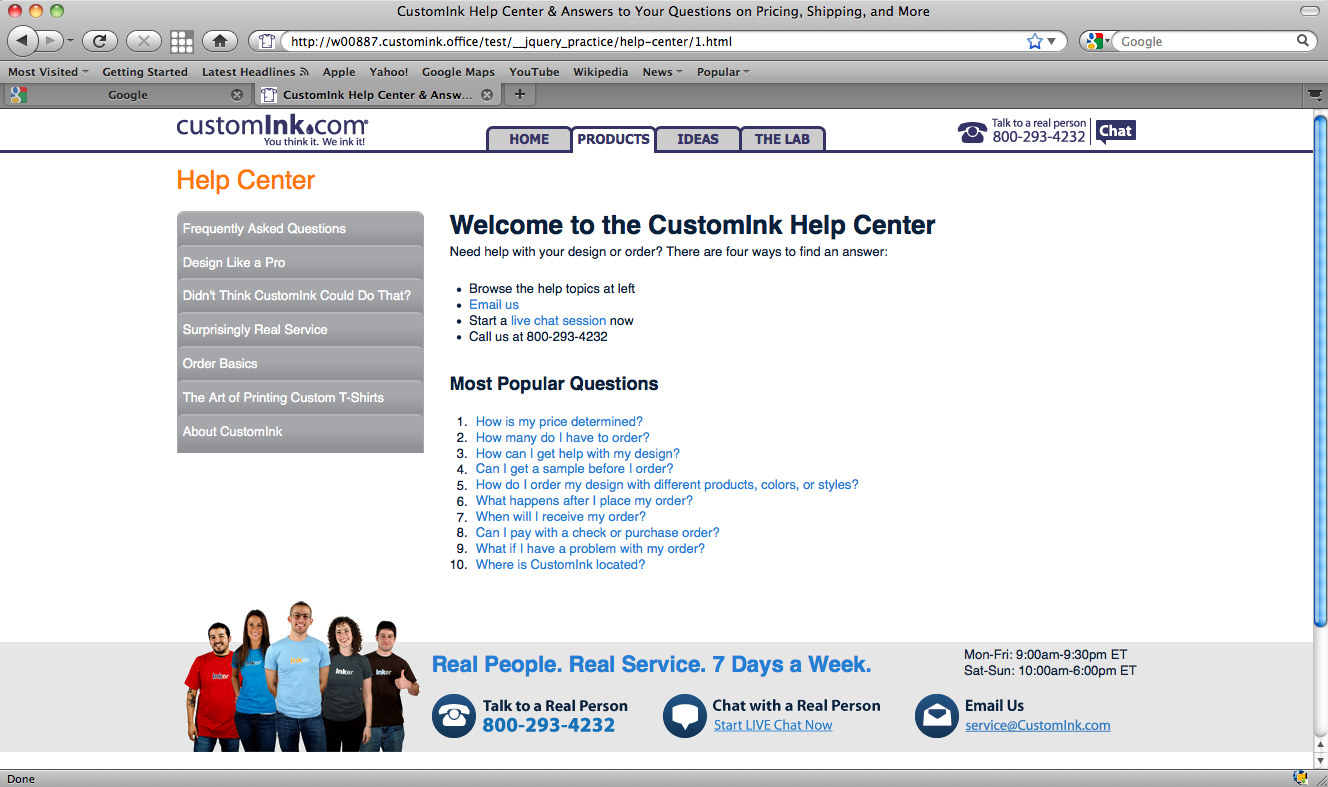 CustomInk Help Center & Answers to Your Questions on Pricing, Shipping, and More
http://w00887.customink.office/test/__jquery_practice/help-center/1.html
Google
Most Visited Getting Started Latest Headlines Apple Yahoo! Google Maps YouTube Wikipedia News Popular
Google
CustomInk Help Center & Answ...
customInk.com®
You think it. We ink it!
HOME PRODUCTS IDEAS THE LAB
Talk to a real person
800-293-4232
Chat
Help Center
Frequently Asked Questions
Design Like a Pro
Didn't Think CustomInk Could Do That?
Surprisingly Real Service
Order Basics
The Art of Printing Custom T-Shirts
About CustomInk
Welcome to the CustomInk Help Center
Need help with your design or order? There are four ways to find an answer:
• Browse the help topics at left
• Email us
• Start a live chat session now
• Call us at 800-293-4232
Most Popular Questions
1. How is my price determined?
2. How many do I have to order?
3. How can I get help with my design?
4. Can I get a sample before I order?
5. How do I order my design with different products, colors, or styles?
6. What happens after I place my order?
7. When will I receive my order?
8. Can I pay with a check or purchase order?
9. What if I have a problem with my order?
10. Where is CustomInk located?
Inker
Inker
Inker
Inker
Inker
Real People. Real Service. 7 Days a Week.
Mon-Fri: 9:00am-9:30pm ET
Sat-Sun: 10:00am-6:00pm ET
Talk to a Real Person
800-293-4232
Chat with a Real Person
Start LIVE Chat Now
Email Us
service@CustomInk.com
Done